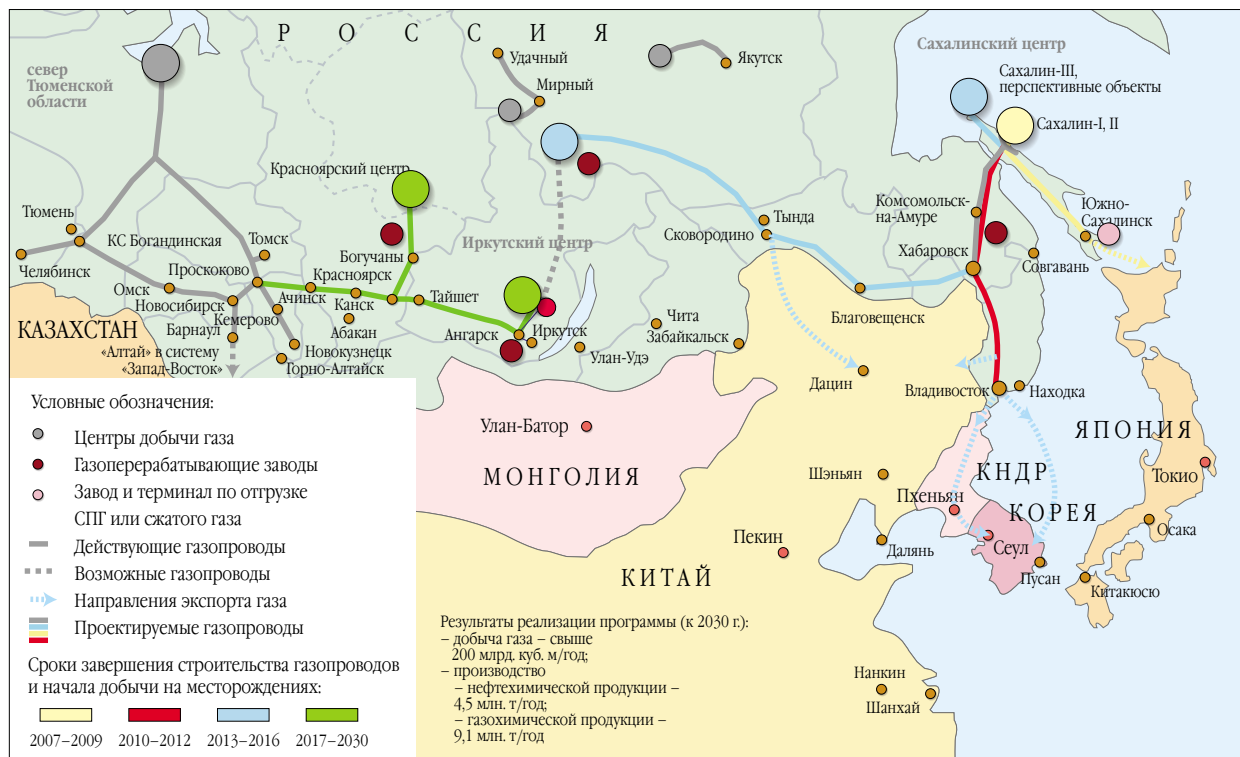 РОССИЯ
север
Тюменской
области
Удачный
Мирный
Якутск
Сахалинский центр
Сахалин-III,
перспективные объекты
Сахалин-I, II
Красноярский центр
Тюмень
КС Богандинская
Челябинск
Томск
Проскоково
Омск
Новосибирск
Кемерово
Барнаул
«Алтай» в систему
«Запад-Восток»
КАЗАХСТАН
Богучаны
Красноярск
Ачинск
Канск
Абакан
Новокузнецк
Горно-Алтайск
Иркутский центр
Тайшет
Ангарск
Иркутск
Улан-Удэ
Чита
Забайкальск
Тында
Сковородино
Благовещенск
Комсомольск-
на-Амуре
Хабаровск
Южно-
Сахалинск
Совгавань
Дацин
Владивосток
Находка
Улан-Батор
МОНГОЛИЯ
Шэньян
Пекин
КИТАЙ
Далянь
КНДР
Пхеньян
КОРЕЯ
Сеул
Пусан
ЯПОНИЯ
Токио
Осака
Китакюсю
Нанкин
Шанхай
Условные обозначения:
Центры добычи газа
Газоперерабатывающие заводы
Завод и терминал по отгрузке
СПГ или сжатого газа
Действующие газопроводы
Возможные газопроводы
Направления экспорта газа
Проектируемые газопроводы
Сроки завершения строительства газопроводов
и начала добычи на месторождениях:
2007–2009
2010–2012
2013–2016
2017–2030
Результаты реализации программы (к 2030 г.):
– добыча газа – свыше
200 млрд. куб. м/год;
– производство
– нефтехимической продукции –
4,5 млн. т/год;
– газохимической продукции –
9,1 млн. т/год